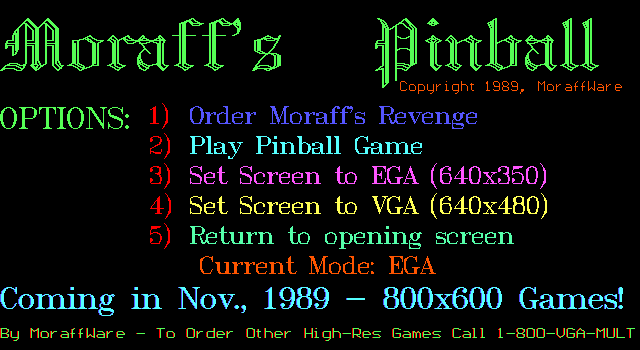 Moraff's Pinball
Copyright 1989, MoraffWare
OPTIONS: 1) Order Moraff's Revenge
2) Play Pinball Game
3) Set Screen to EGA (640x350)
4) Set Screen to VGA (640x480)
5) Return to opening screen
Current Mode: EGA
Coming in Nov., 1989 - 800x600 Games!
By MoraffWare - To Order Other High-Res Games Call 1-800-VGA-MULT